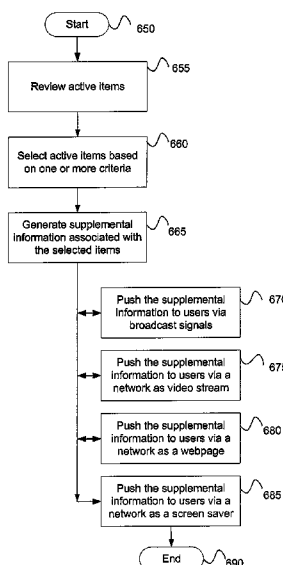 Start
650
655
Review active items
660
Select active items based
on one or more criteria
665
Generate supplemental
information associated with
the selected items
670
Push the supplemental
information to users via
broadcast signals
675
Push the supplemental
information to users via a
network as video stream
680
Push the supplemental
information to users via a
network as a webpage
685
Push the supplemental
information to users via a
network as a screen saver
End
690